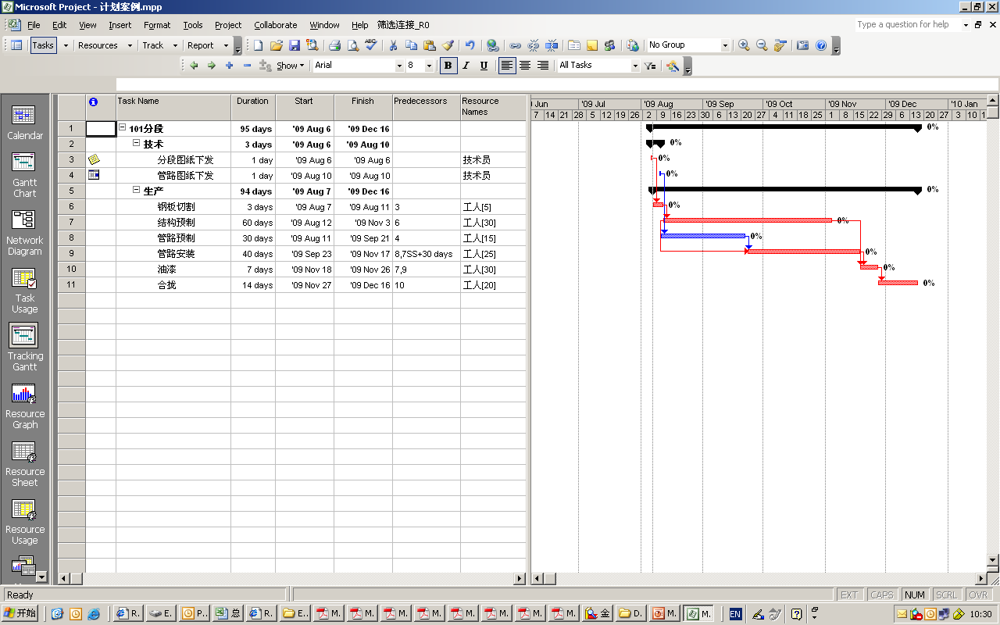 Microsoft Project - 计划案例.mpp
File Edit View Insert Format Tools Project Collaborate Window Help 筛选连接_R0 Type a question for help
Tasks Resources Track Report No Group
Show Arial 8 B I U All Tasks
Task Name Duration Start Finish Predecessors Resource Names
Jun '09 Jul '09 Aug '09 Sep '09 Oct '09 Nov '09 Dec '10 Jan
7 14 21 28 5 12 19 26 2 9 16 23 30 6 13 20 27 4 11 18 25 1 8 15 22 29 6 13 20 27 3 10 1
1 101分段 95 days '09 Aug 6 '09 Dec 16 0%
2 技术 3 days '09 Aug 6 '09 Aug 10 0%
3 分段图纸下发 1 day '09 Aug 6 '09 Aug 6 技术员 0%
4 管路图纸下发 1 day '09 Aug 10 '09 Aug 10 技术员 0%
5 生产 94 days '09 Aug 7 '09 Dec 16 0%
6 钢板切割 3 days '09 Aug 7 '09 Aug 11 3 工人[5] 0%
7 结构预制 60 days '09 Aug 12 '09 Nov 3 6 工人[30] 0%
8 管路预制 30 days '09 Aug 11 '09 Sep 21 4 工人[15] 0%
9 管路安装 40 days '09 Sep 23 '09 Nov 17 8,7SS+30 days 工人[25] 0%
10 油漆 7 days '09 Nov 18 '09 Nov 26 7,9 工人[30] 0%
11 合拢 14 days '09 Nov 27 '09 Dec 16 10 工人[20] 0%
Calendar
Gantt
Chart
Network
Diagram
Task
Usage
Tracking
Gantt
Resource
Graph
Resource
Sheet
Resource
Usage
Ready EXT CAPS NUM SCRL OVR
开始 R. E. P.. 总 R. E.. M. M. M. M. M. M. M. M. 金 D. M. M. EN 10:30